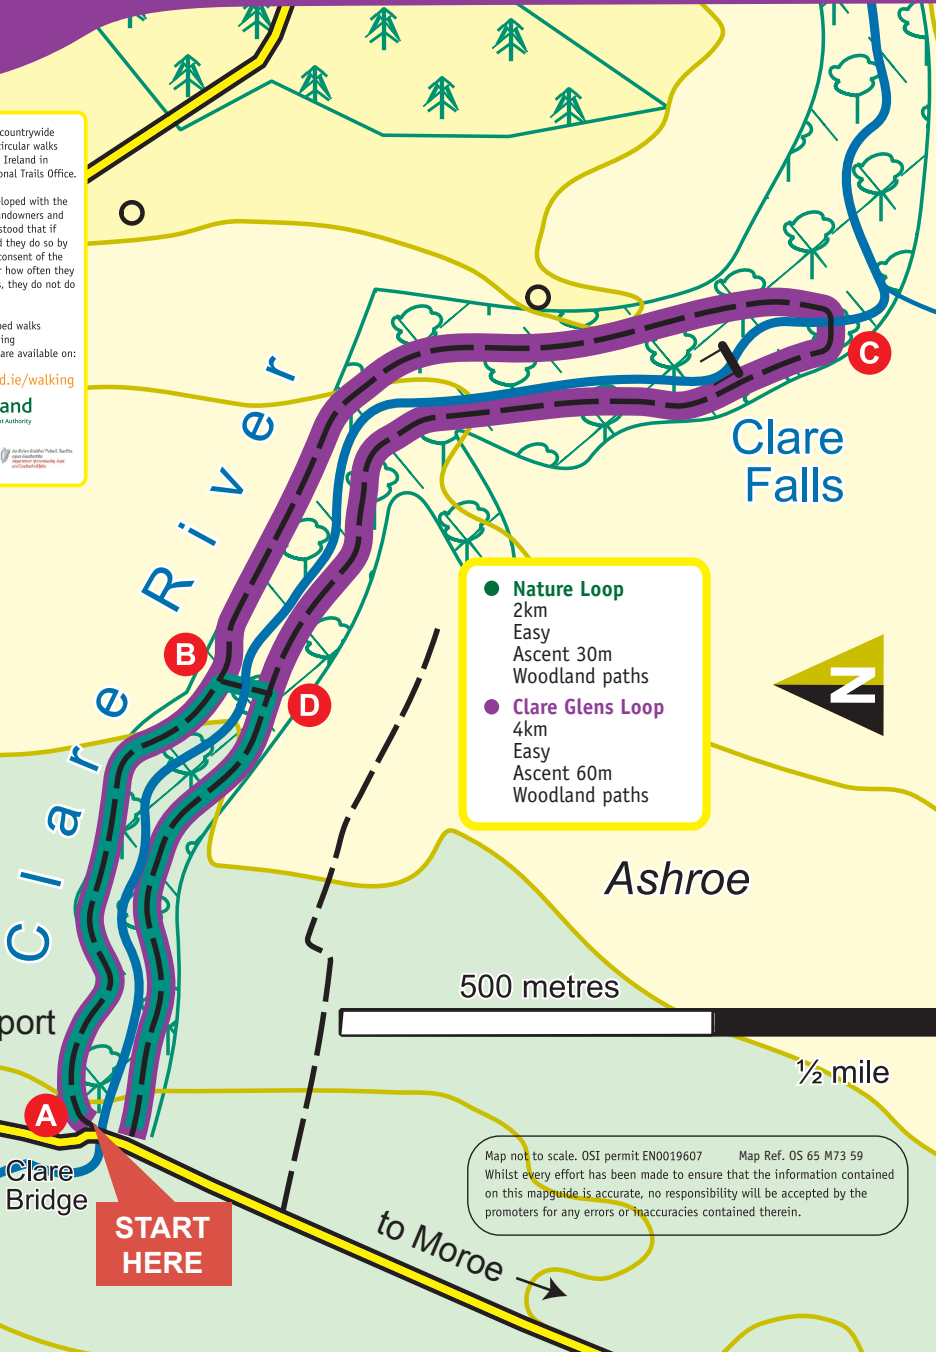 countrywide
circular walks
Ireland in
onal Trails Office.
eloped with the
andowners and
stood that if
d they do so by
consent of the
r how often they
s, they do not do
ped walks
ing
are available on:
d.ie/walking
and
t Authority
River
Clare
B
D
C
Clare
Falls
Nature Loop
2km
Easy
Ascent 30m
Woodland paths
Clare Glens Loop
4km
Easy
Ascent 60m
Woodland paths
N
Ashroe
500 metres
½ mile
port
A
Clare
Bridge
START
HERE
to Moroe
Map not to scale. OSI permit EN0019607 Map Ref. OS 65 M73 59
Whilst every effort has been made to ensure that the information contained
on this mapguide is accurate, no responsibility will be accepted by the
promoters for any errors or inaccuracies contained therein.